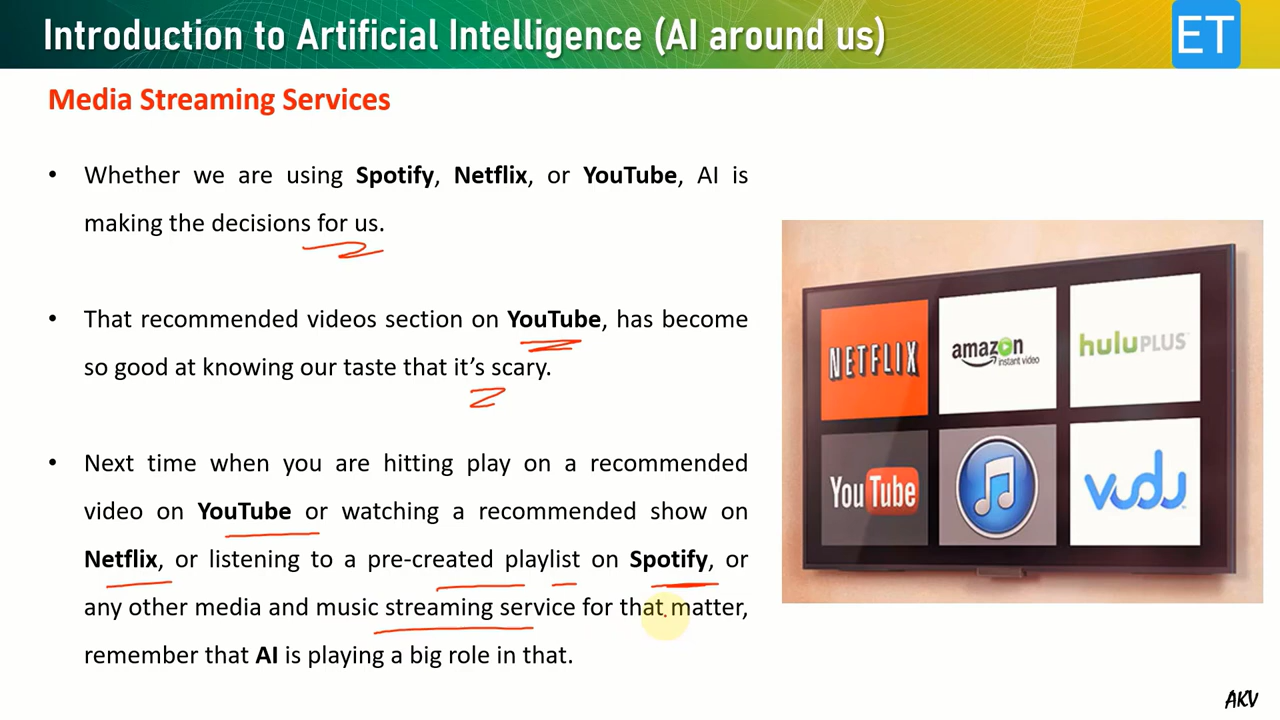 Introduction to Artificial Intelligence (AI around us)
ET
Media Streaming Services
• Whether we are using Spotify, Netflix, or YouTube, AI is
making the decisions for us.
• That recommended videos section on YouTube, has become
so good at knowing our taste that it's scary.
• Next time when you are hitting play on a recommended
video on YouTube or watching a recommended show on
Netflix, or listening to a pre-created playlist on Spotify, or
any other media and music streaming service for that matter,
remember that AI is playing a big role in that.
NETFLIX
amazon
instant video
huluPLUS
YouTube
vudu
AKV